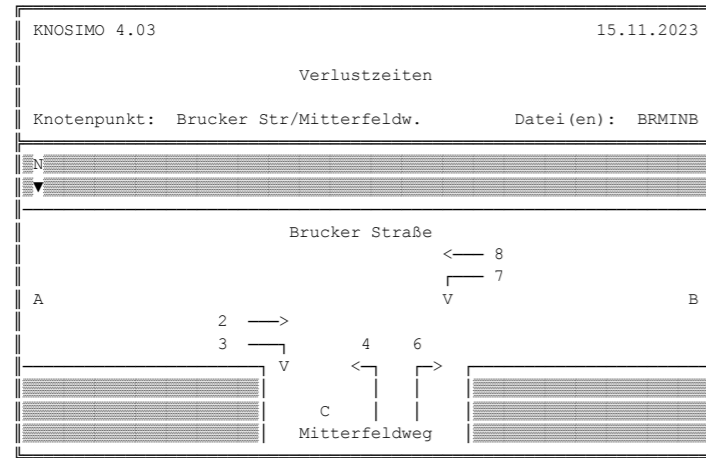 KNOSIMO 4.03 15.11.2023
Verlustzeiten
Knotenpunkt: Brucker Str/Mitterfeldw. Datei(en): BRMINB
N
▼
Brucker Straße
<─── 8
7
A V B
2 ───>
3 4 6
V <─ ─>
C
Mitterfeldweg